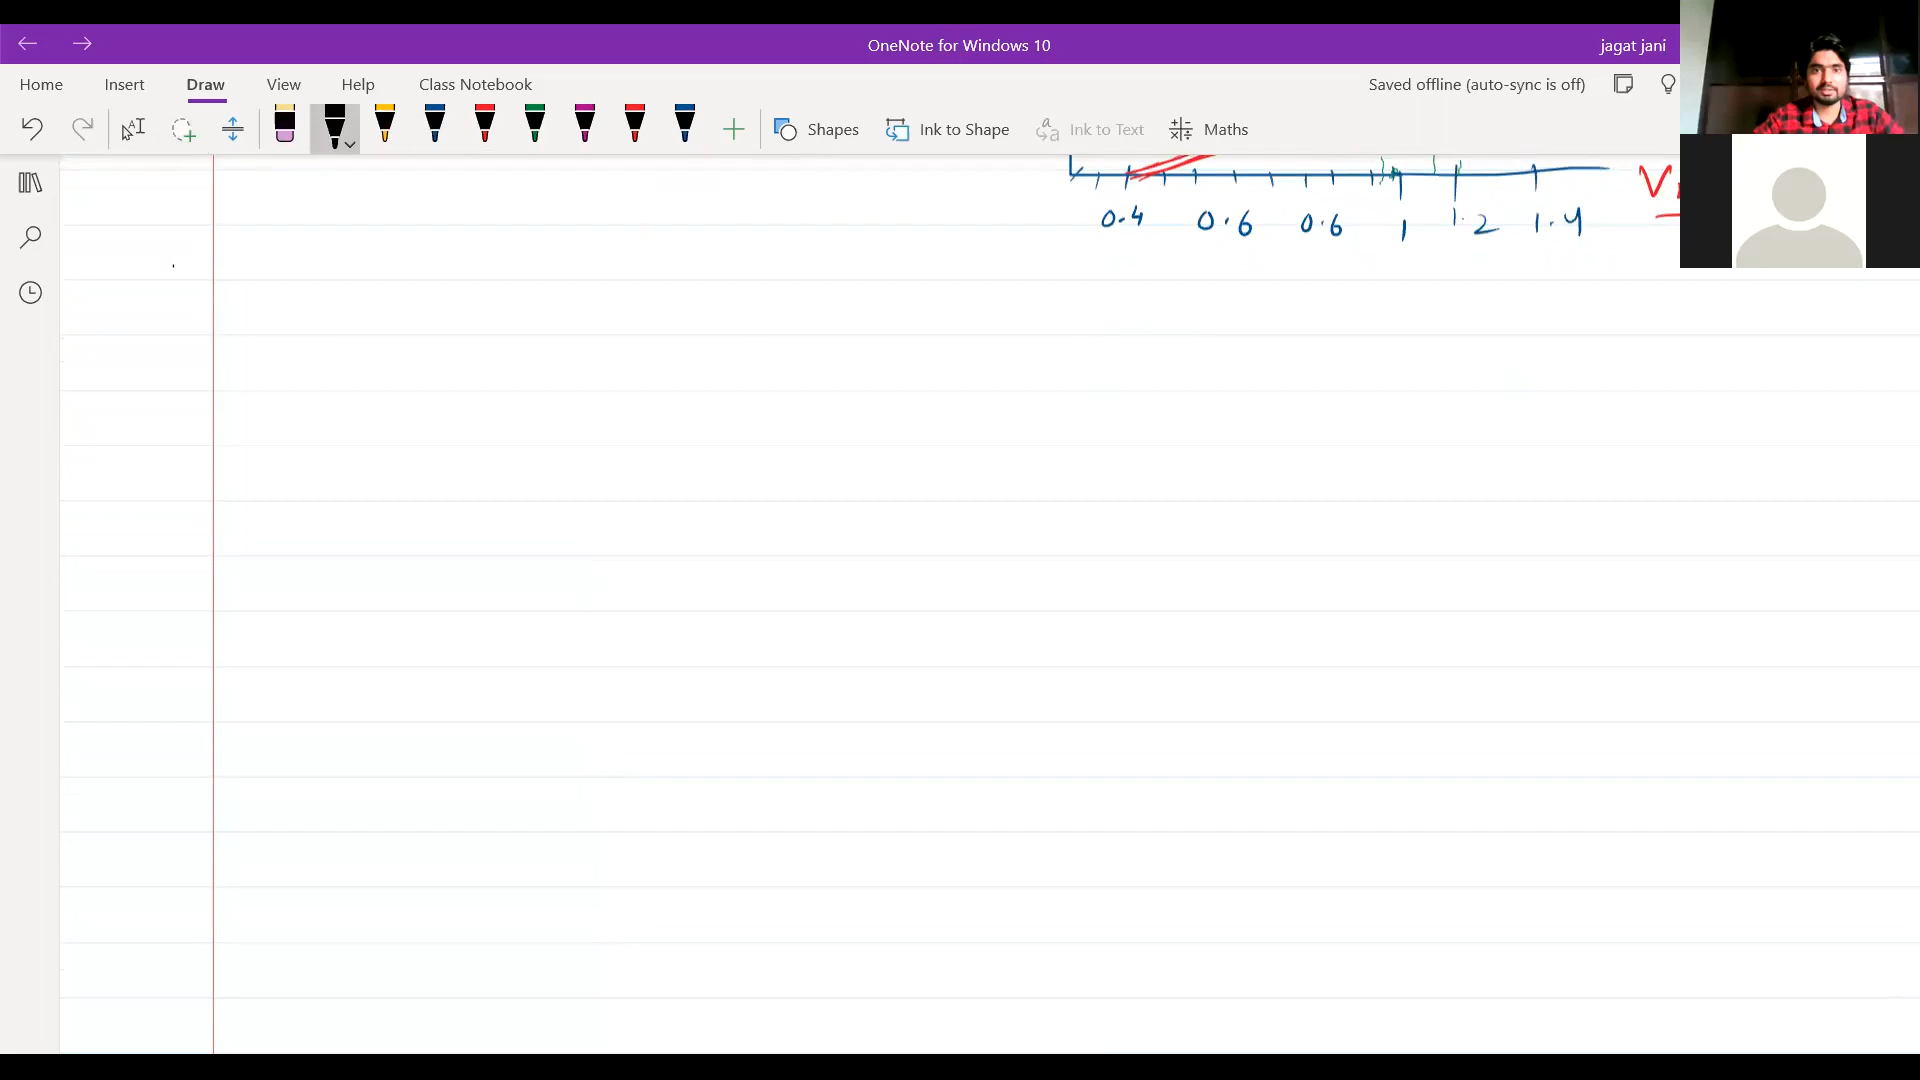 OneNote for Windows 10
jagat jani
Home Insert Draw View Help Class Notebook
Saved offline (auto-sync is off)
Shapes Ink to Shape Ink to Text Maths
V
0.4 0.6 0.6 1 1.2 1.4